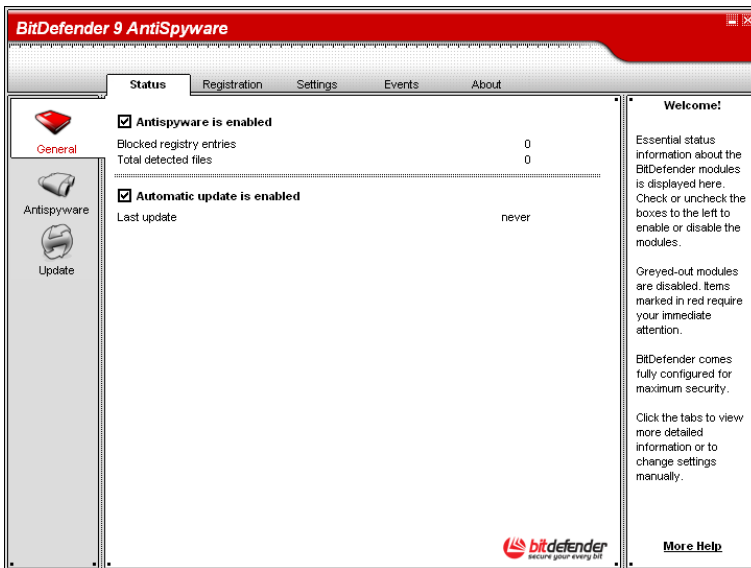 BitDefender 9 AntiSpyware
Status
Registration
Settings
Events
About
General
Antispyware
Update
Antispyware is enabled
Blocked registry entries 0
Total detected files 0
Automatic update is enabled
Last update never
bitdefender
secure your every bit
Welcome!
Essential status
information about the
BitDefender modules
is displayed here.
Check or uncheck the
boxes to the left to
enable or disable the
modules.
Greyed-out modules
are disabled. Items
marked in red require
your immediate
attention.
BitDefender comes
fully configured for
maximum security.
Click the tabs to view
more detailed
information or to
change settings
manually.
More Help